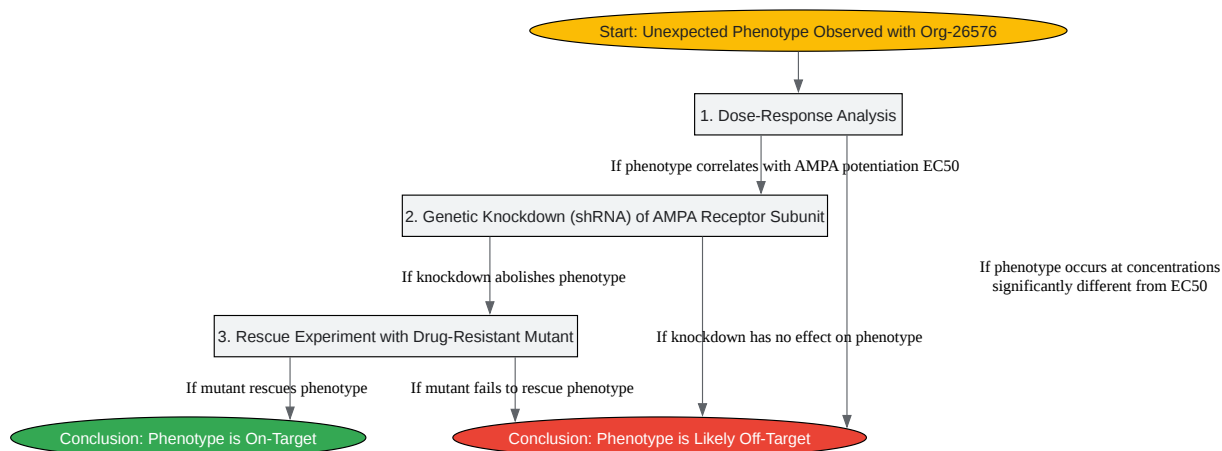 Start: Unexpected Phenotype Observed with Org-26576
1. Dose-Response Analysis
If phenotype correlates with AMPA potentiation EC50
2. Genetic Knockdown (shRNA) of AMPA Receptor Subunit
If knockdown abolishes phenotype
If phenotype occurs at concentrations
significantly different from EC50
3. Rescue Experiment with Drug-Resistant Mutant
If knockdown has no effect on phenotype
If mutant rescues phenotype
If mutant fails to rescue phenotype
Conclusion: Phenotype is On-Target
Conclusion: Phenotype is Likely Off-Target